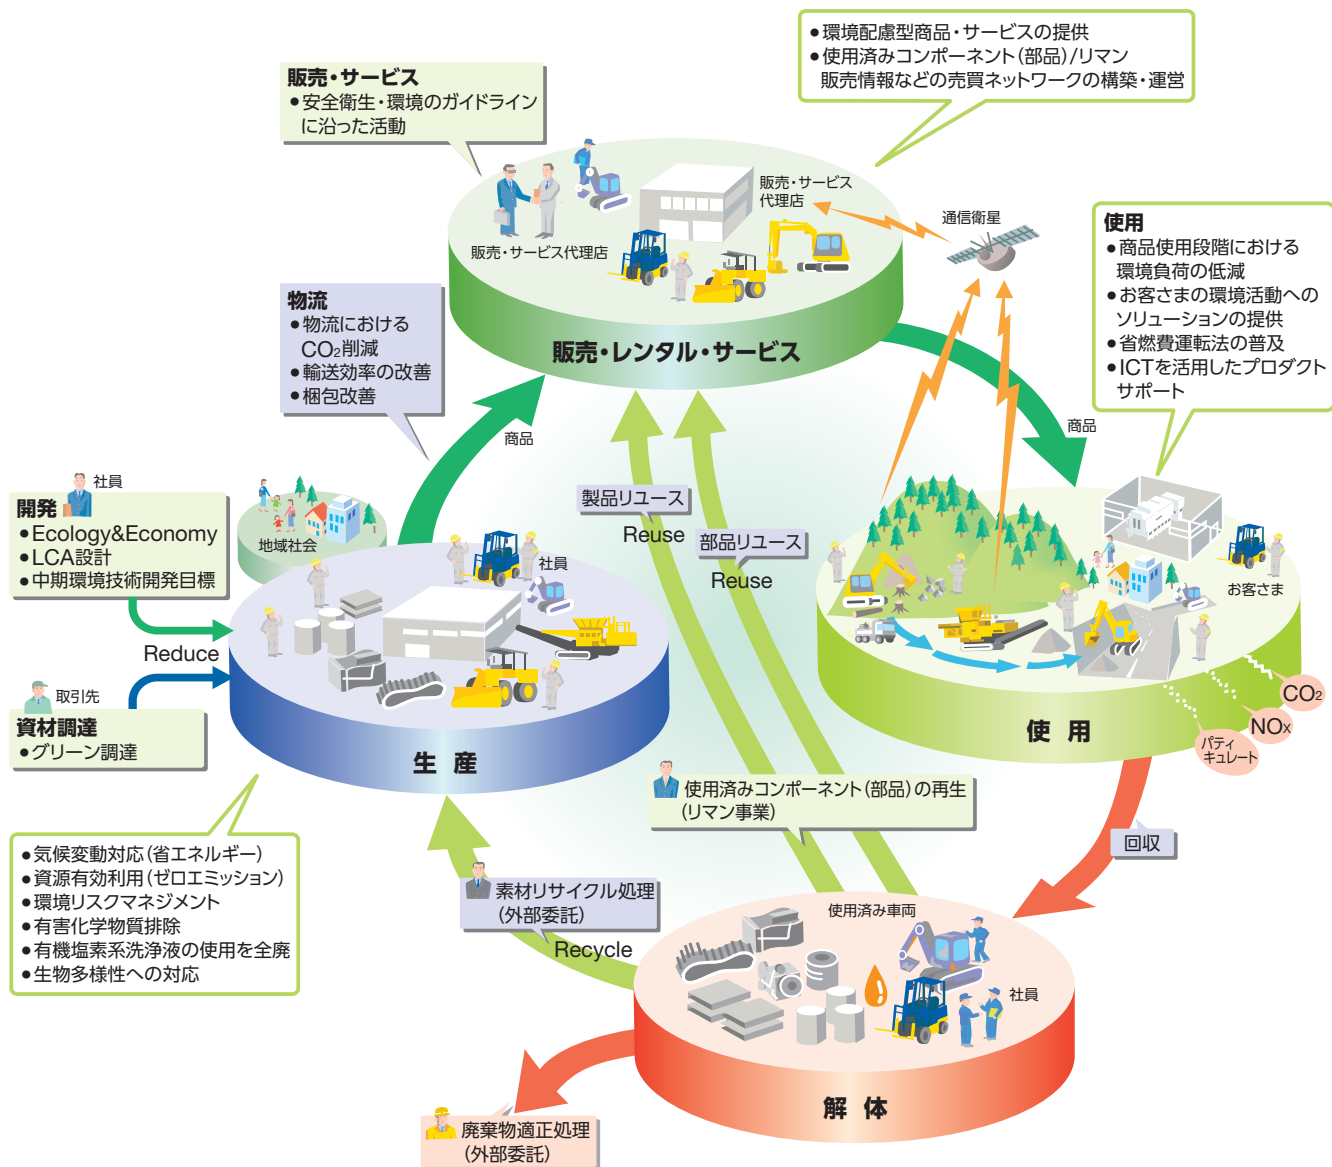 ●環境配慮型商品・サービスの提供
●使用済みコンポーネント（部品）/リマン
販売情報などの売買ネットワークの構築・運営
販売・サービス
●安全衛生・環境のガイドライン
に沿った活動
販売・サービス
代理店
販売・サービス代理店
通信衛星
使用
●商品使用段階における
環境負荷の低減
●お客さまの環境活動への
ソリューションの提供
●省燃費運転法の普及
●ICTを活用したプロダクト
サポート
物流
●物流における
CO₂削減
●輸送効率の改善
●梱包改善
販売・レンタル・サービス
商品
商品
社員
開発
●Ecology&Economy
●LCA設計
●中期環境技術開発目標
地域社会
製品リユース
Reuse
部品リユース
Reuse
社員
お客さま
Reduce
取引先
資材調達
●グリーン調達
生産
使用
CO₂
NOx
パティ
キュレート
使用済みコンポーネント（部品）の再生
（リマン事業）
回収
●気候変動対応（省エネルギー）
●資源有効利用（ゼロエミッション）
●環境リスクマネジメント
●有害化学物質排除
●有機塩素系洗浄液の使用を全廃
●生物多様性への対応
素材リサイクル処理
（外部委託）
Recycle
使用済み車両
社員
解体
廃棄物適正処理
（外部委託）